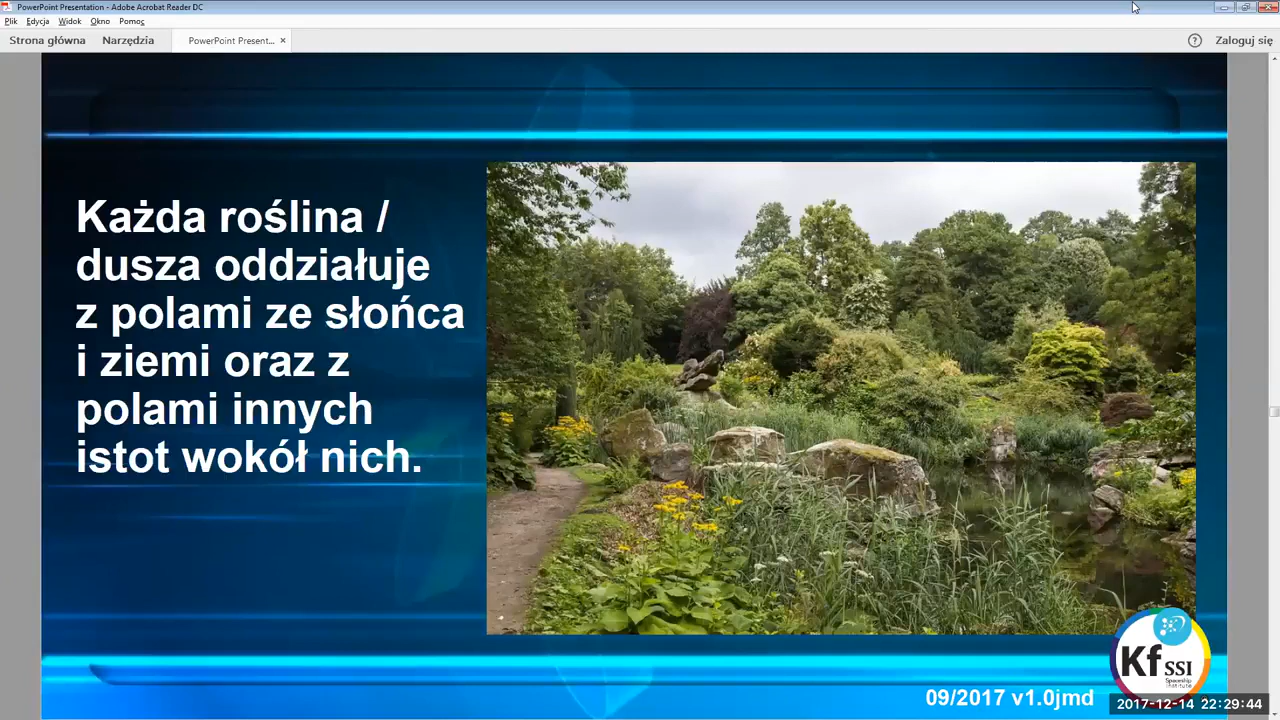 PowerPoint Presentation - Adobe Acrobat Reader DC
Plik Edycja Widok Okno Pomoc
Strona główna Narzędzia PowerPoint Present... × ? Zaloguj się
Każda roślina /
dusza oddziałuje
z polami ze słońca
i ziemi oraz z
polami innych
istot wokół nich.
Kf SSI
Spaceship
Institute
09/2017 v1.0jmd
2017-12-14 22:29:44